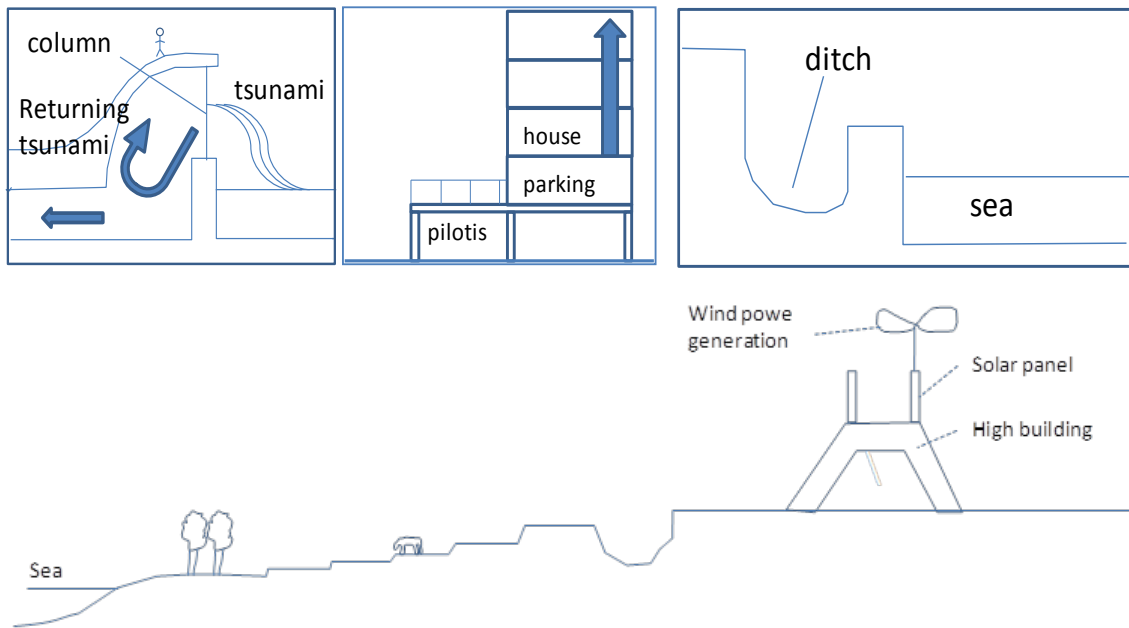 column
tsunami
Returning
tsunami
house
parking
pilotis
ditch
sea
Wind powe
generation
Solar panel
High building
Sea